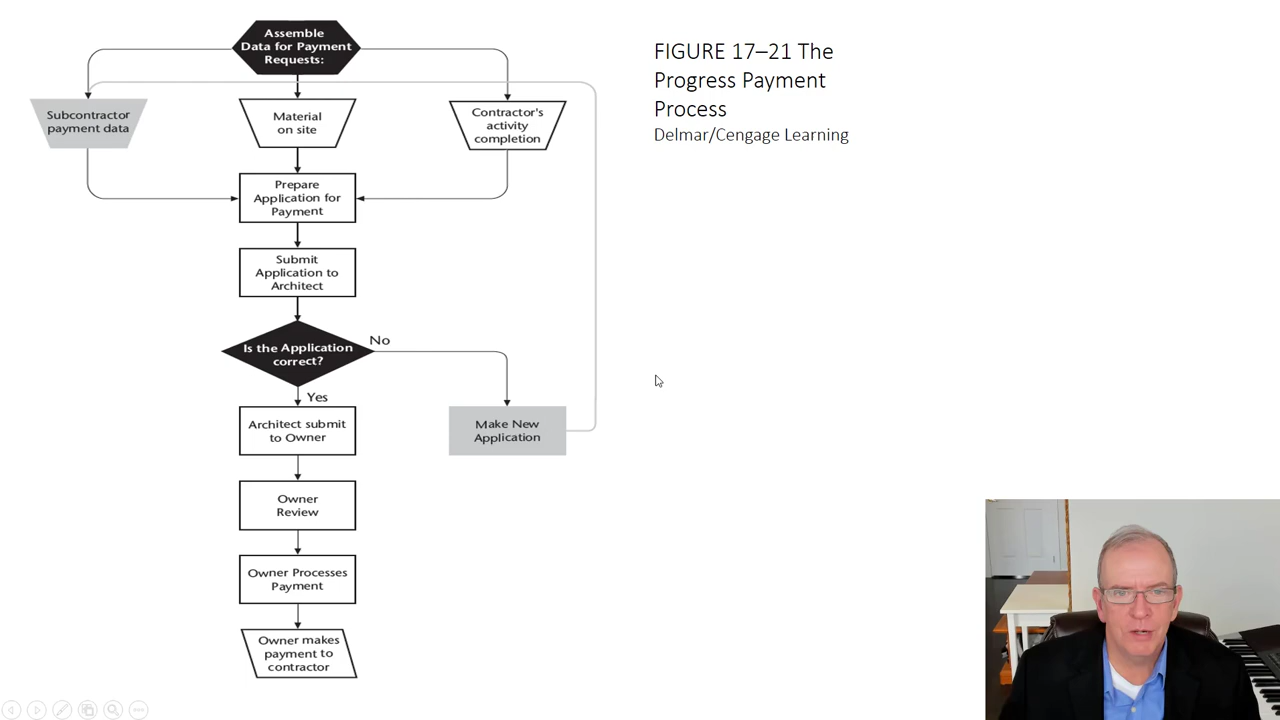 Assemble
Data for Payment
Requests:
Subcontractor
payment data
Material
on site
Contractor's
activity
completion
Prepare
Application for
Payment
Submit
Application to
Architect
Is the Application
correct?
No
Yes
Architect submit
to Owner
Make New
Application
Owner
Review
Owner Processes
Payment
Owner makes
payment to
contractor
FIGURE 17–21 The
Progress Payment
Process
Delmar/Cengage Learning